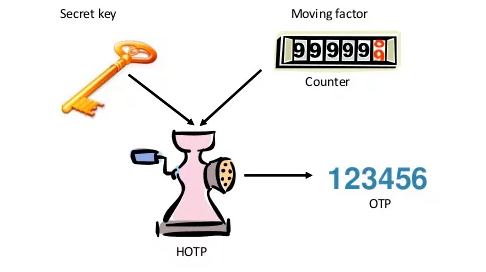 Secret key
Moving factor
99999
Counter
123456
OTP
HOTP